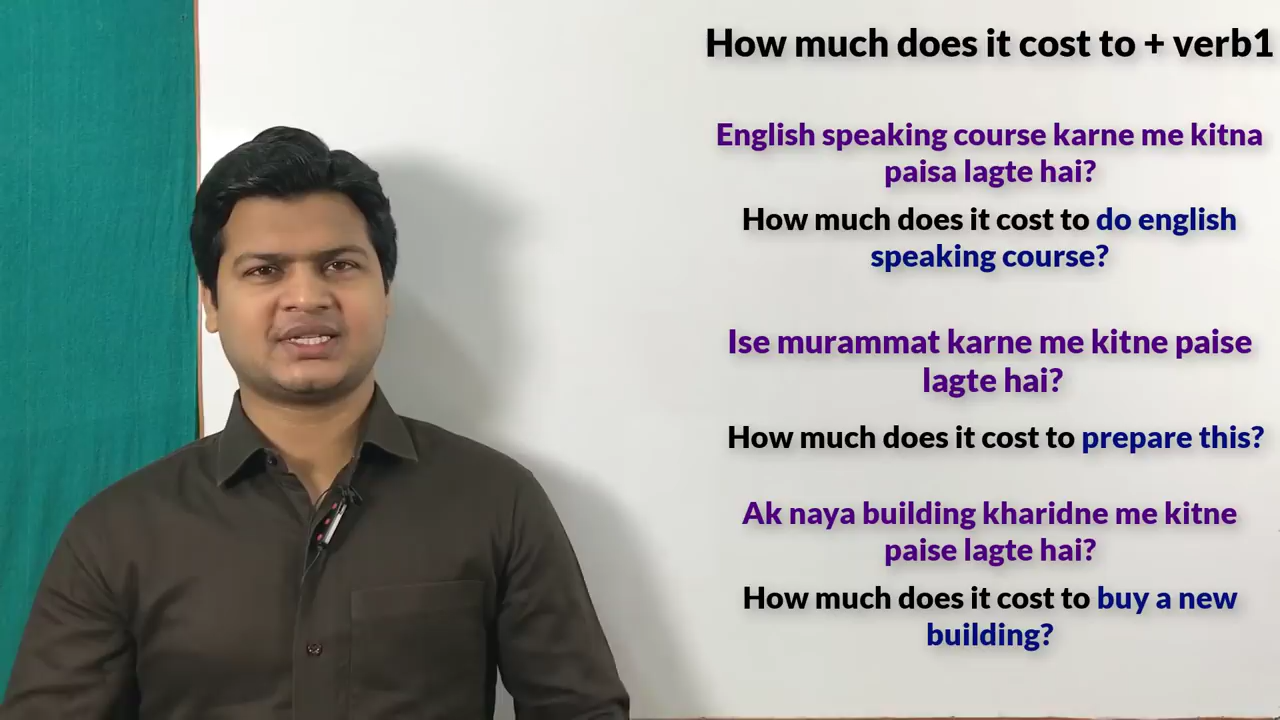 How much does it cost to + verb1
English speaking course karne me kitna
paisa lagte hai?
How much does it cost to do english
speaking course?
Ise murammat karne me kitne paise
lagte hai?
How much does it cost to prepare this?
Ak naya building kharidne me kitne
paise lagte hai?
How much does it cost to buy a new
building?